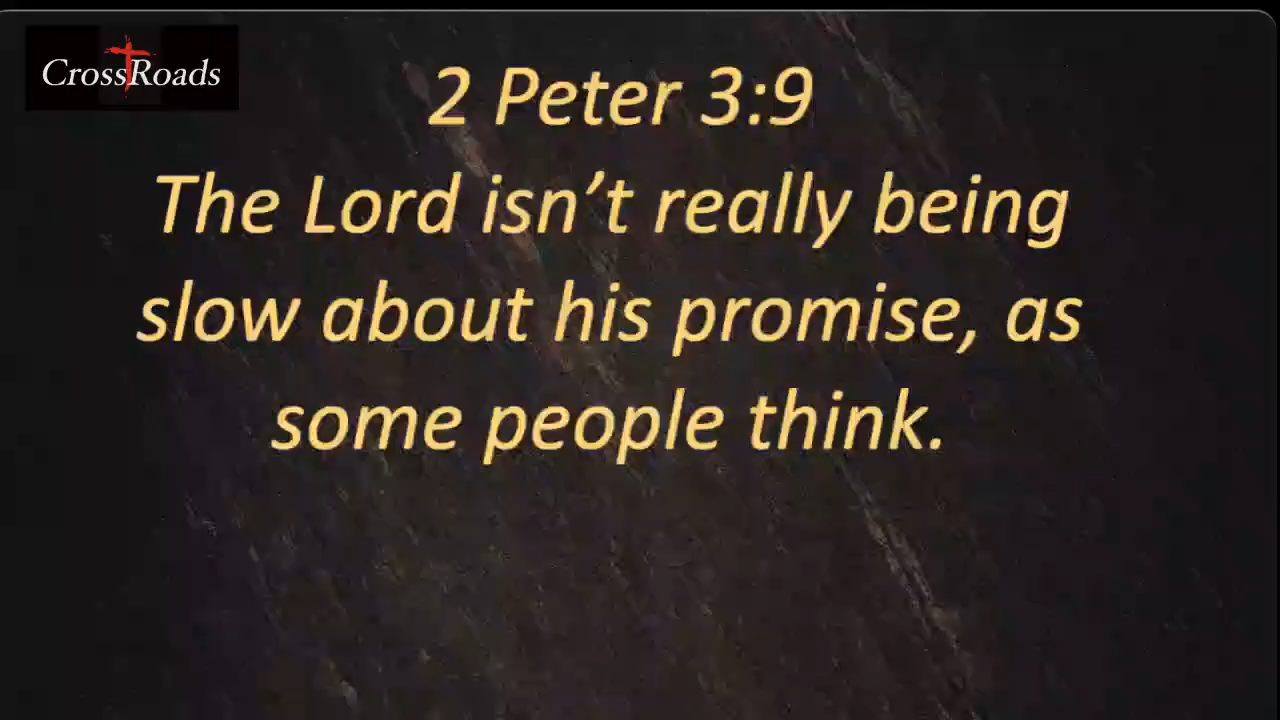 CrossRoads
2 Peter 3:9
The Lord isn’t really being
slow about his promise, as
some people think.